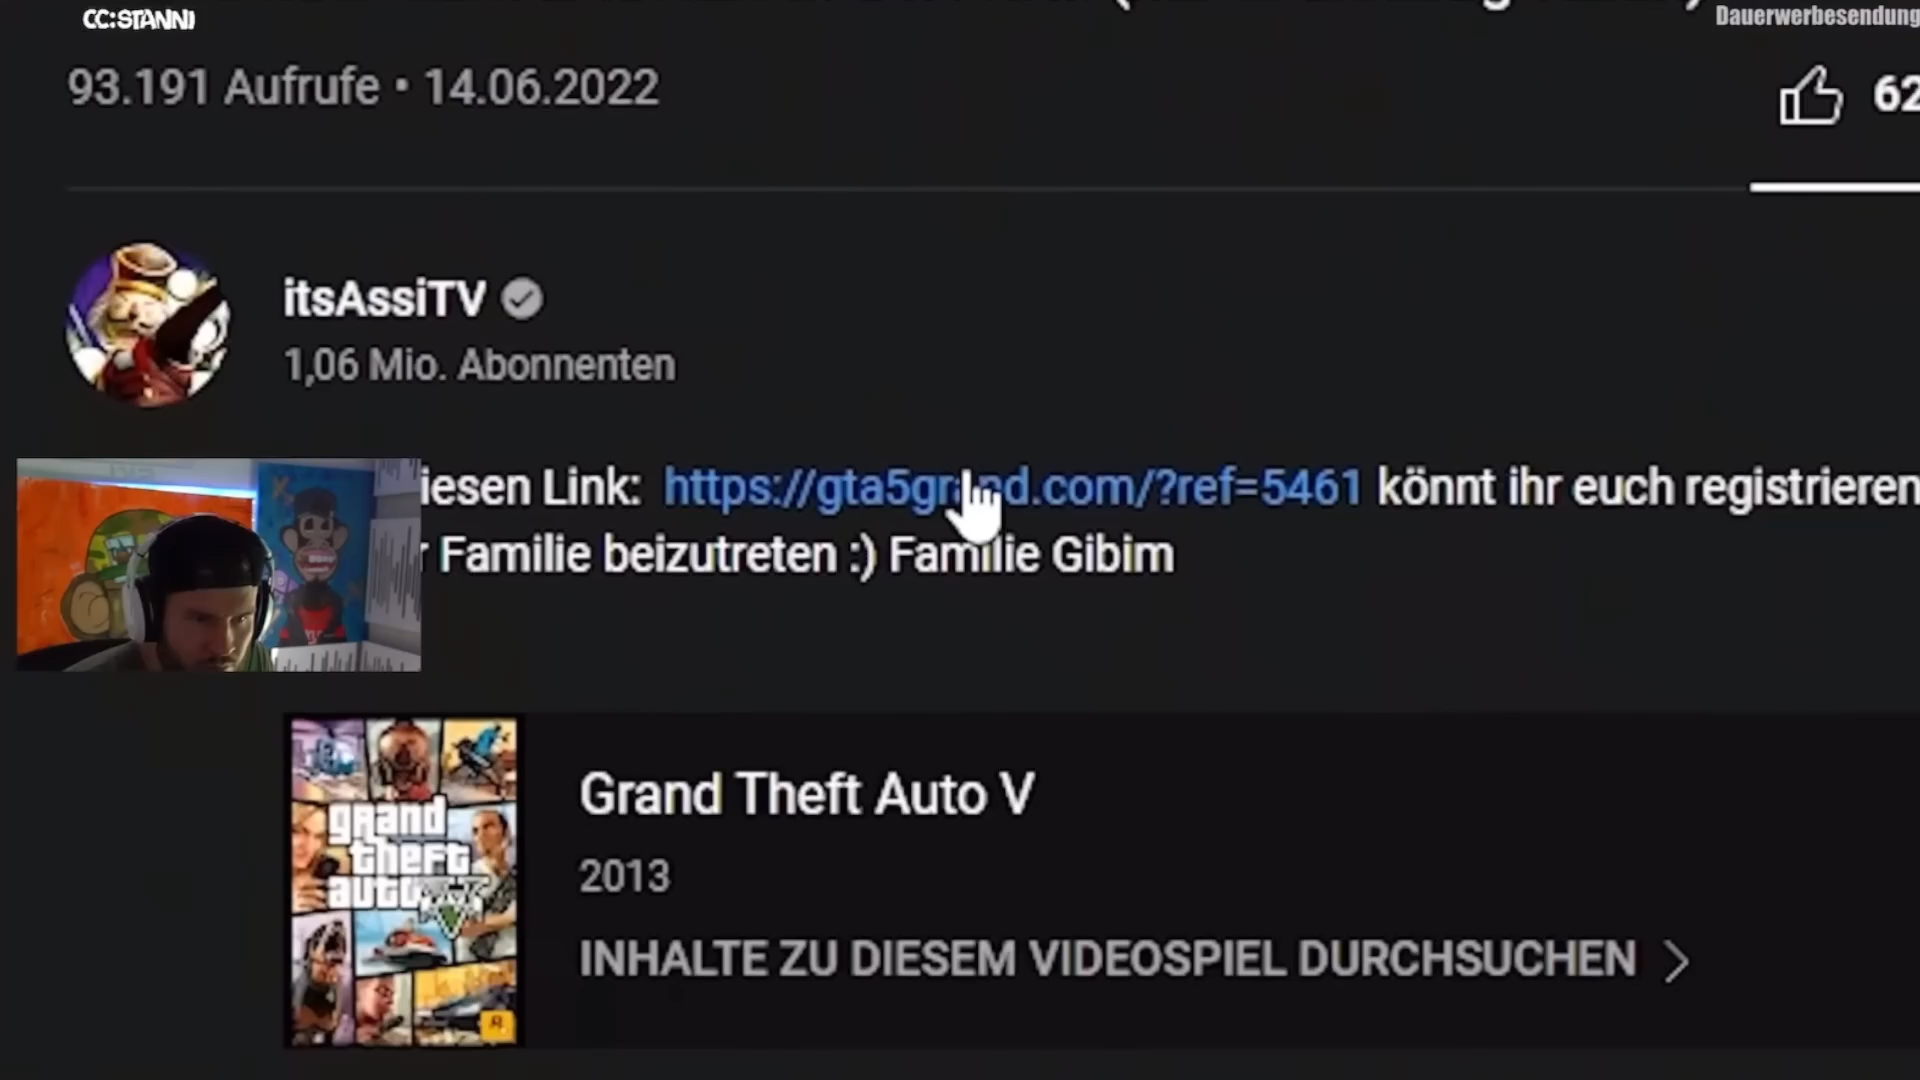 CC:STANNI
Dauerwerbesendung
93.191 Aufrufe • 14.06.2022
62
itsAssiTV
1,06 Mio. Abonnenten
iesen Link: https://gta5grand.com/?ref=5461 könnt ihr euch registrieren
r Familie beizutreten :) Familie Gibim
grand
theft
auto
V
Grand Theft Auto V
2013
INHALTE ZU DIESEM VIDEOSPIEL DURCHSUCHEN